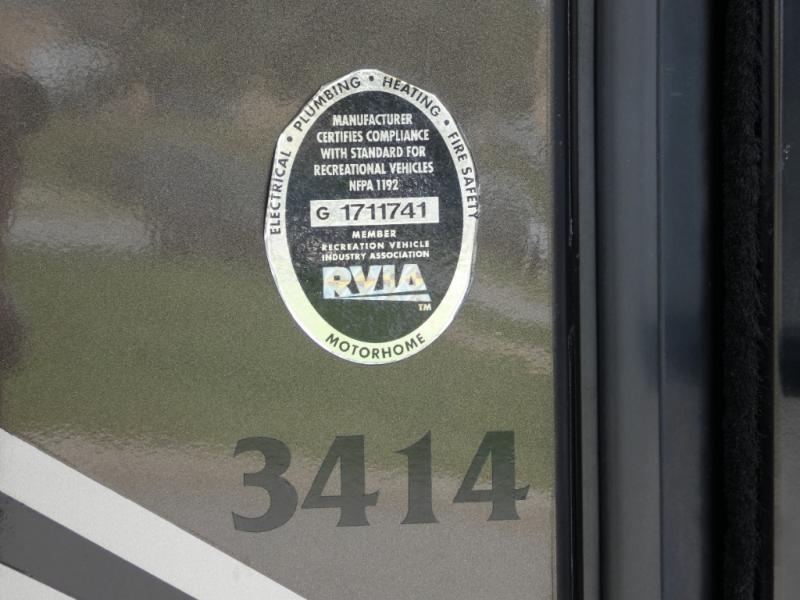 ELECTRICAL • PLUMBING • HEATING • FIRE SAFETY
MANUFACTURER
CERTIFIES COMPLIANCE
WITH STANDARD FOR
RECREATIONAL VEHICLES
NFPA 1192
G 1711741
MEMBER
RECREATION VEHICLE
INDUSTRY ASSOCIATION
RVIA
TM
MOTORHOME
3414